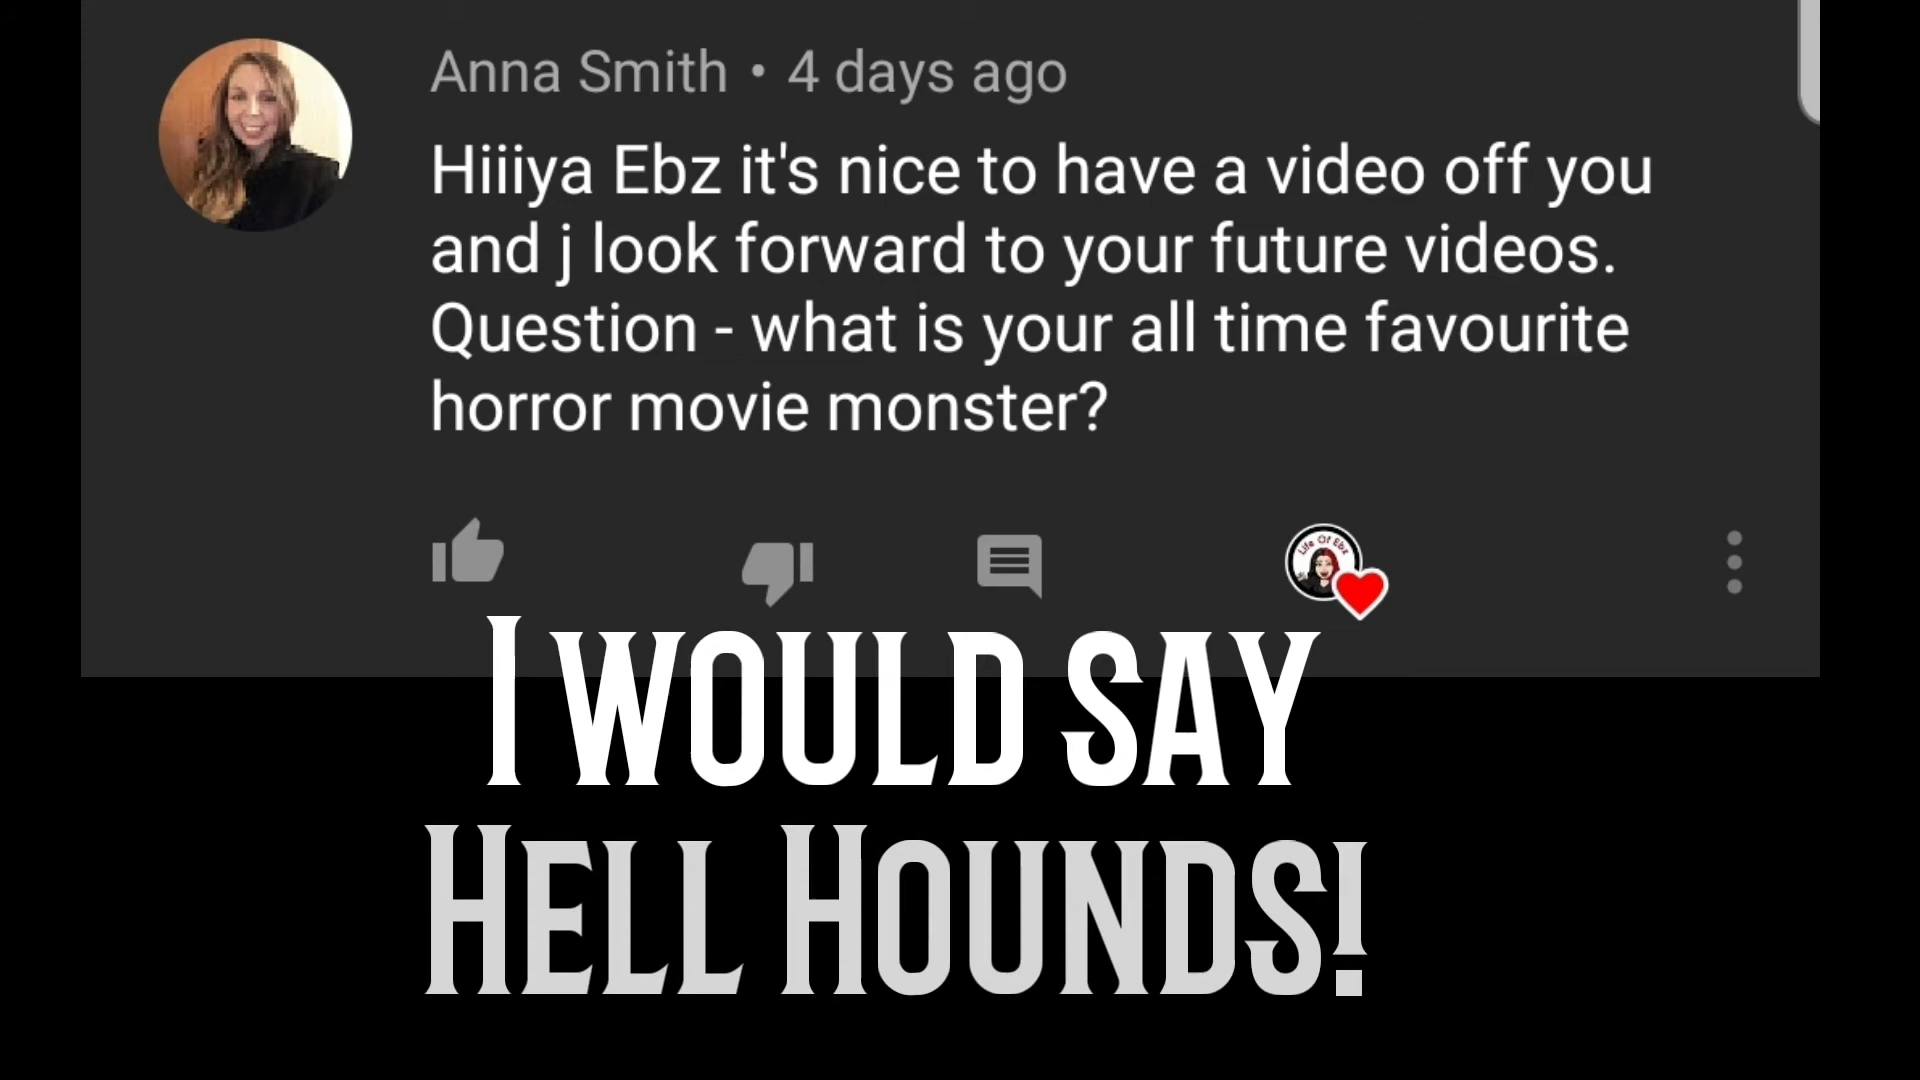 Anna Smith • 4 days ago
Hiiiya Ebz it's nice to have a video off you
and j look forward to your future videos.
Question - what is your all time favourite
horror movie monster?
Life Of Ebz
I WOULD SAY
HELL HOUNDS!